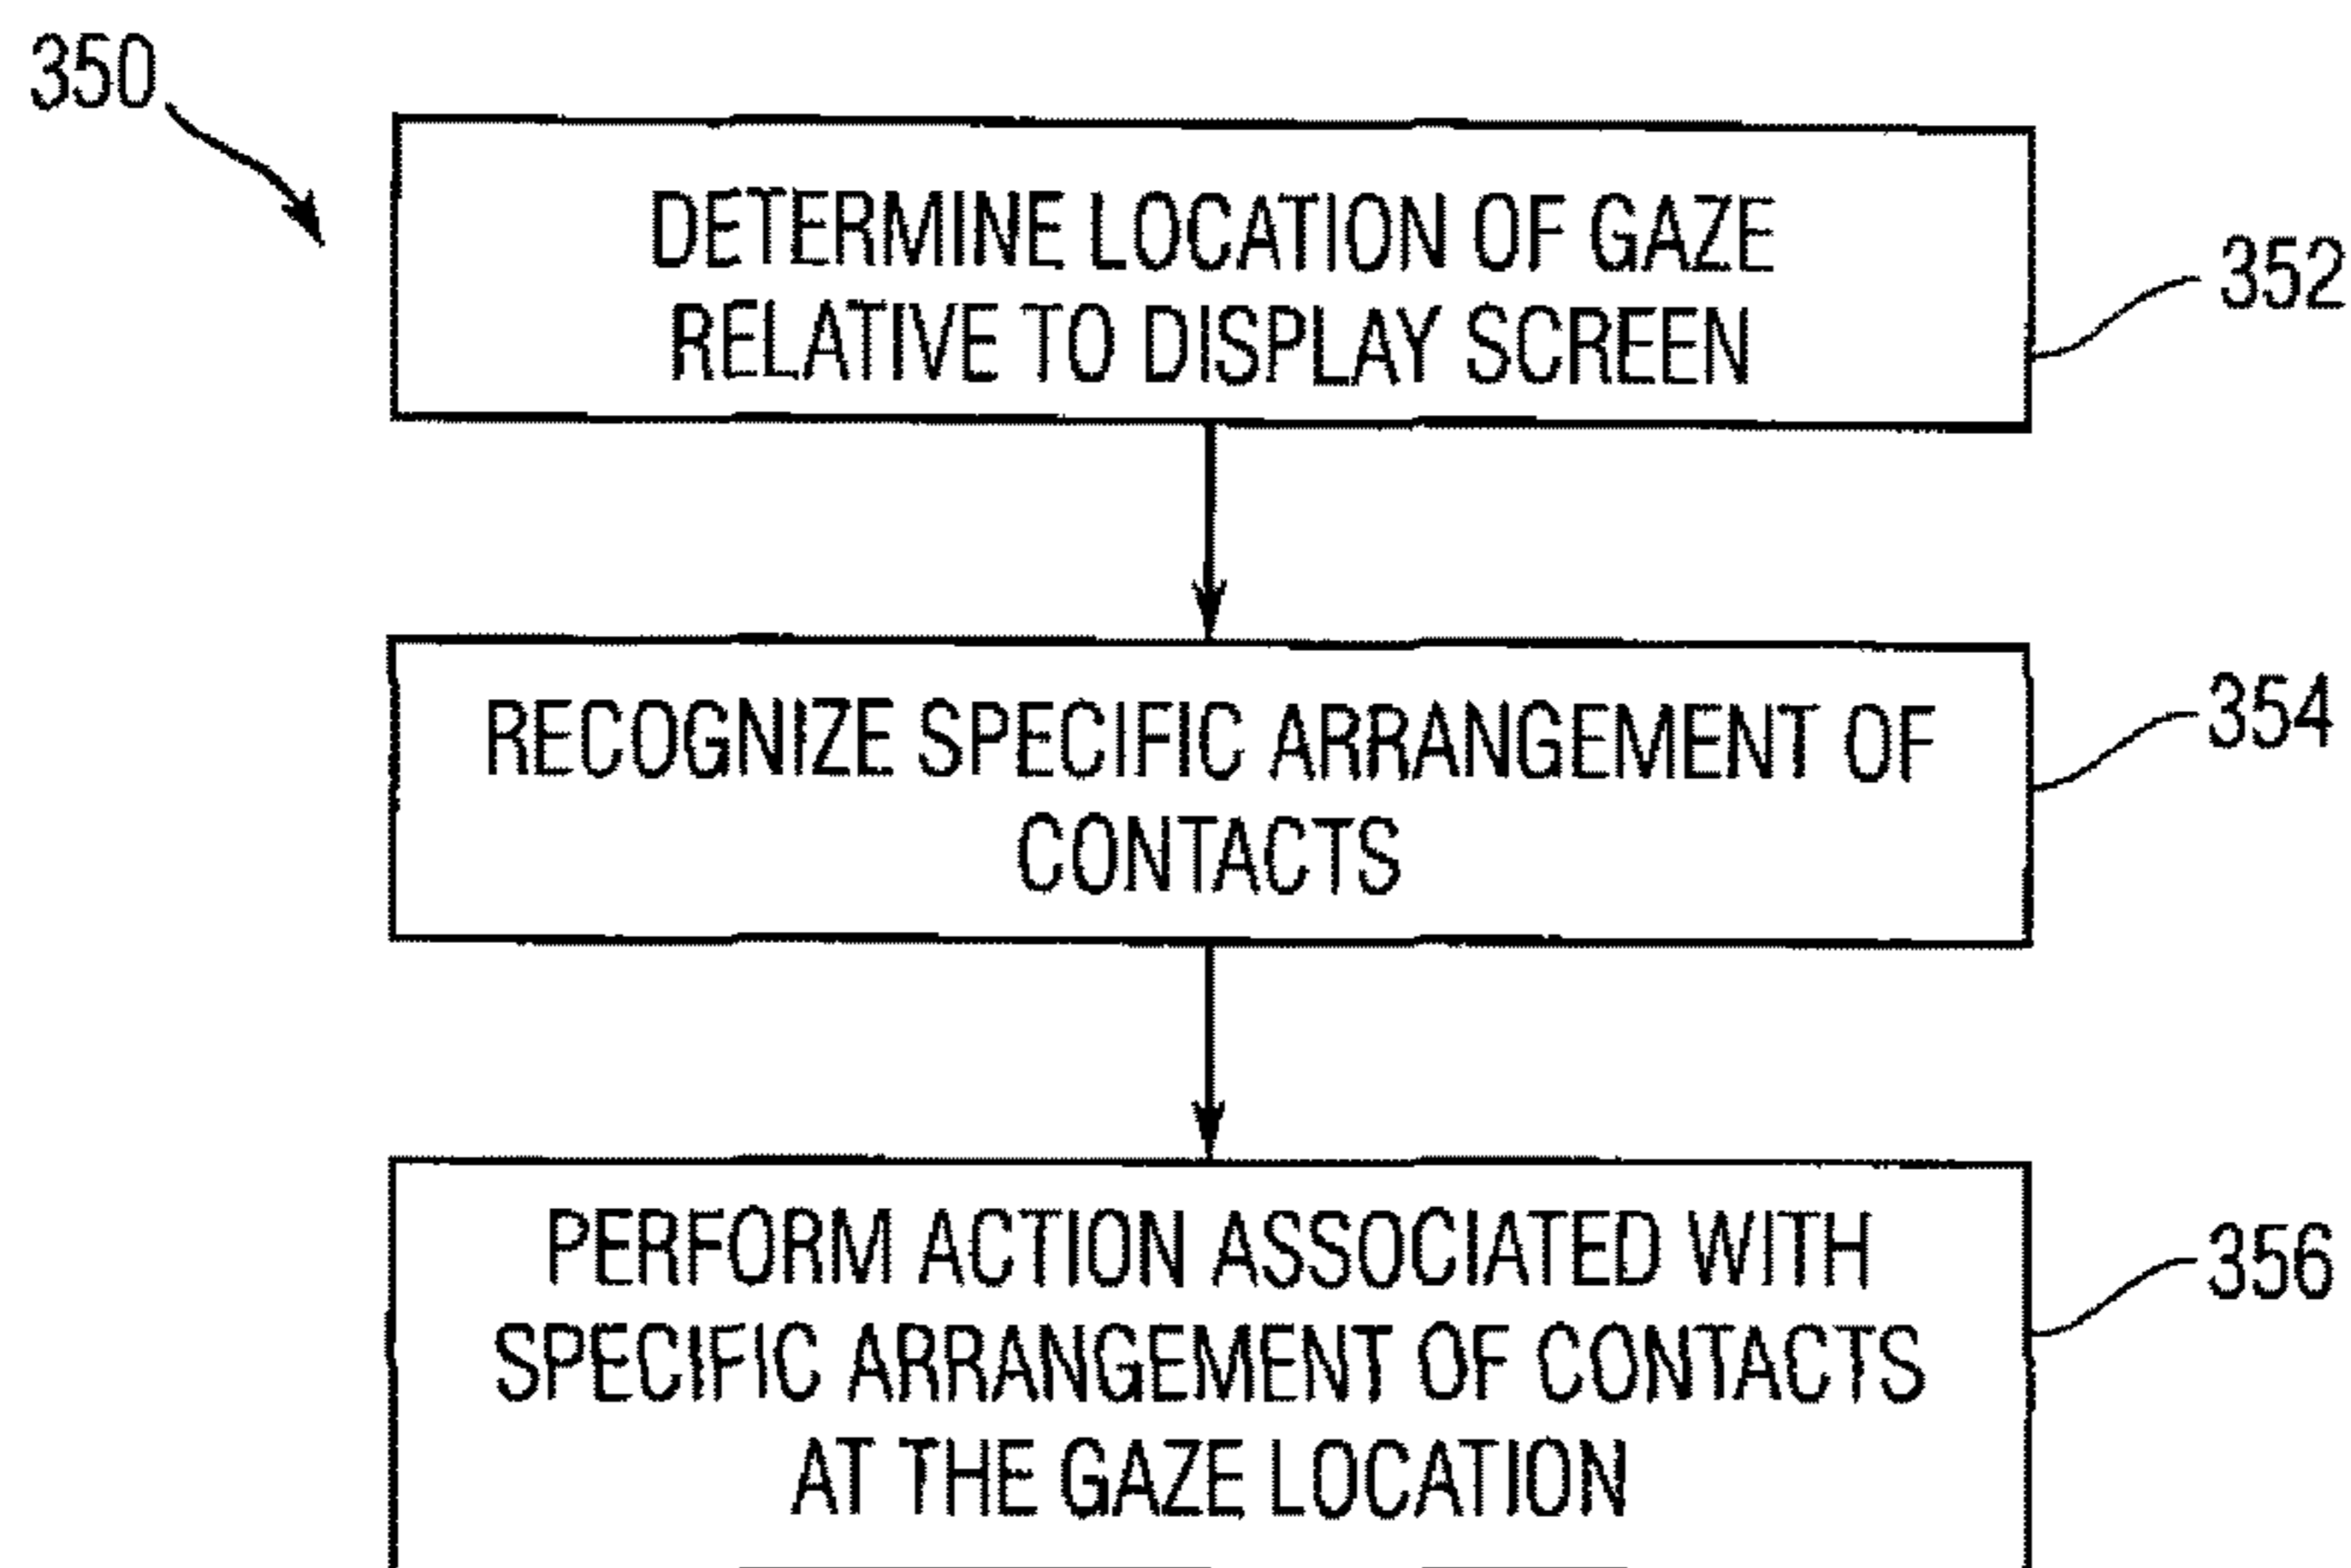 350
DETERMINE LOCATION OF GAZE
RELATIVE TO DISPLAY SCREEN
352
RECOGNIZE SPECIFIC ARRANGEMENT OF
CONTACTS
354
PERFORM ACTION ASSOCIATED WITH
SPECIFIC ARRANGEMENT OF CONTACTS
AT THE GAZE LOCATION
356